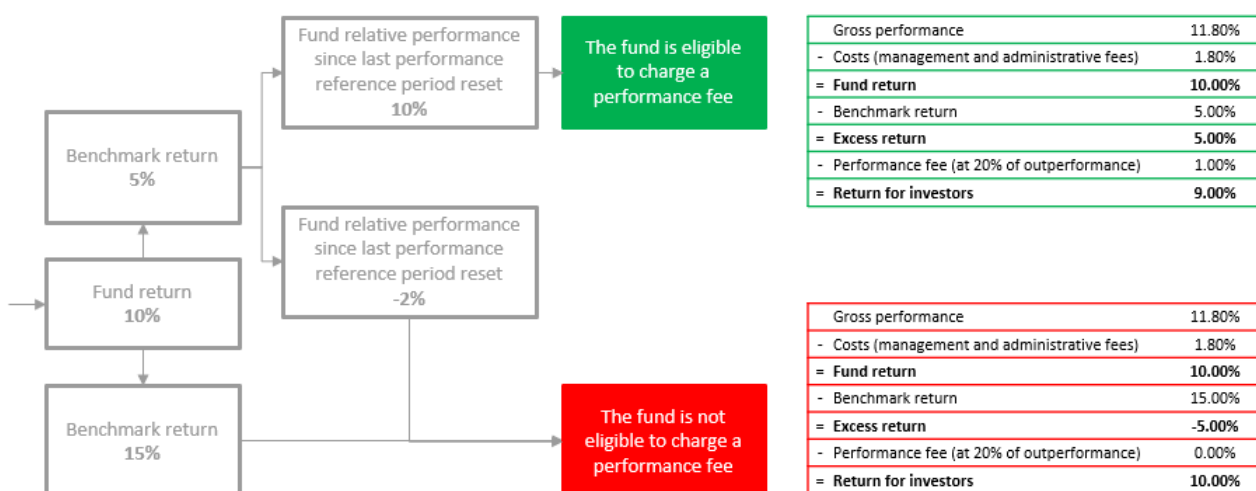 Fund relative performance
since last performance
reference period reset
10%
The fund is eligible
to charge a
performance fee
Benchmark return
5%
Fund relative performance
since last performance
reference period reset
-2%
Fund return
10%
Benchmark return
15%
The fund is not
eligible to charge a
performance fee
Gross performance 11.80%
- Costs (management and administrative fees) 1.80%
= Fund return 10.00%
- Benchmark return 5.00%
= Excess return 5.00%
- Performance fee (at 20% of outperformance) 1.00%
= Return for investors 9.00%
Gross performance 11.80%
- Costs (management and administrative fees) 1.80%
= Fund return 10.00%
- Benchmark return 15.00%
= Excess return -5.00%
- Performance fee (at 20% of outperformance) 0.00%
= Return for investors 10.00%